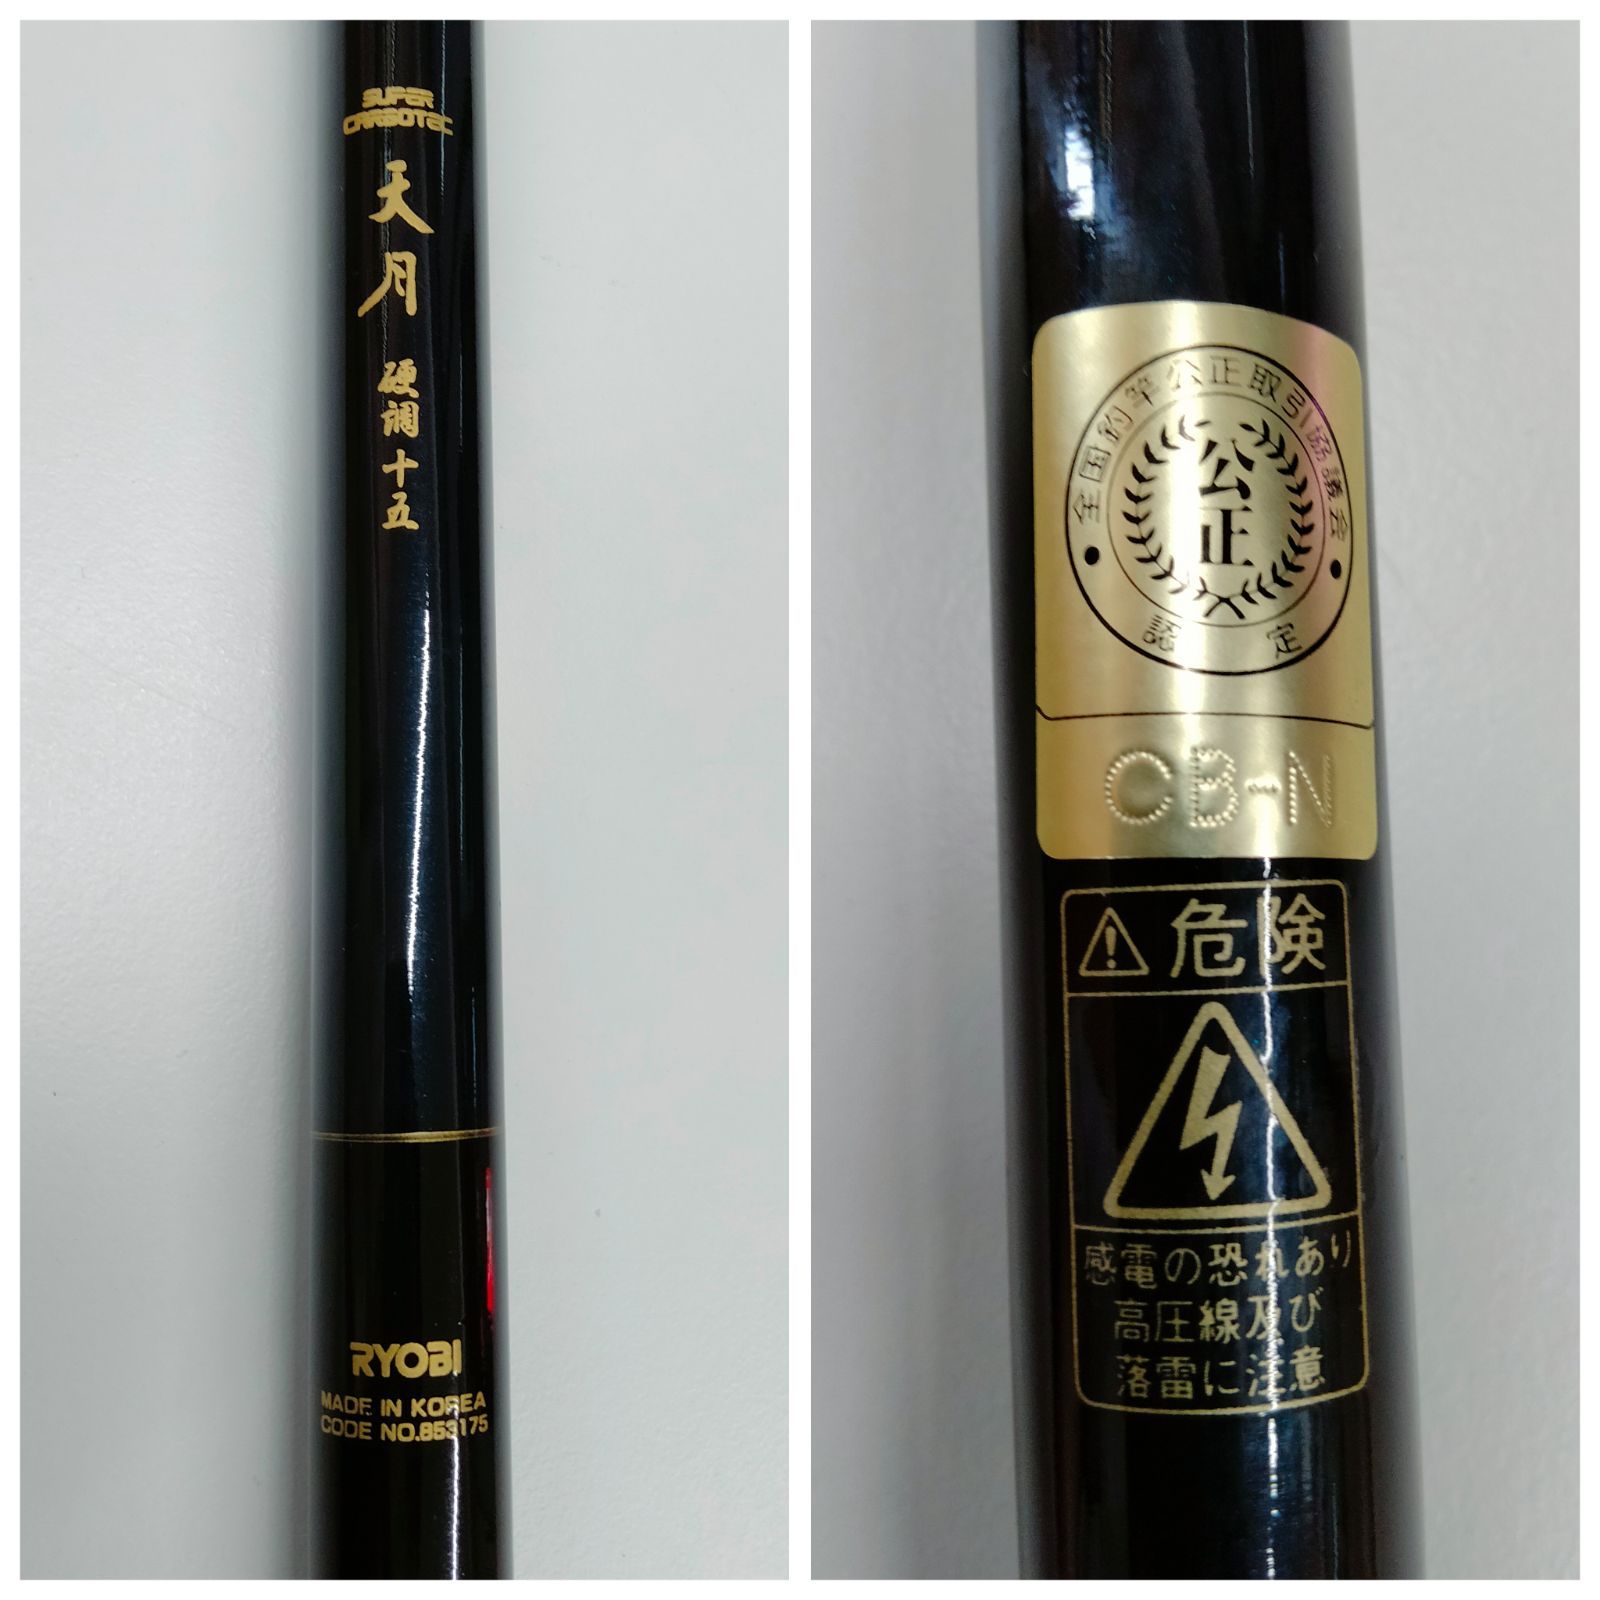 SUPER
CARGOTEC
天月
硬調十五
RYOBI
MADE IN KOREA
CODE NO.853175
全国釣竿公正取引協議会
公正
認定
CB-N
危険
感電の恐れあり
高圧線及び
落雷に注意